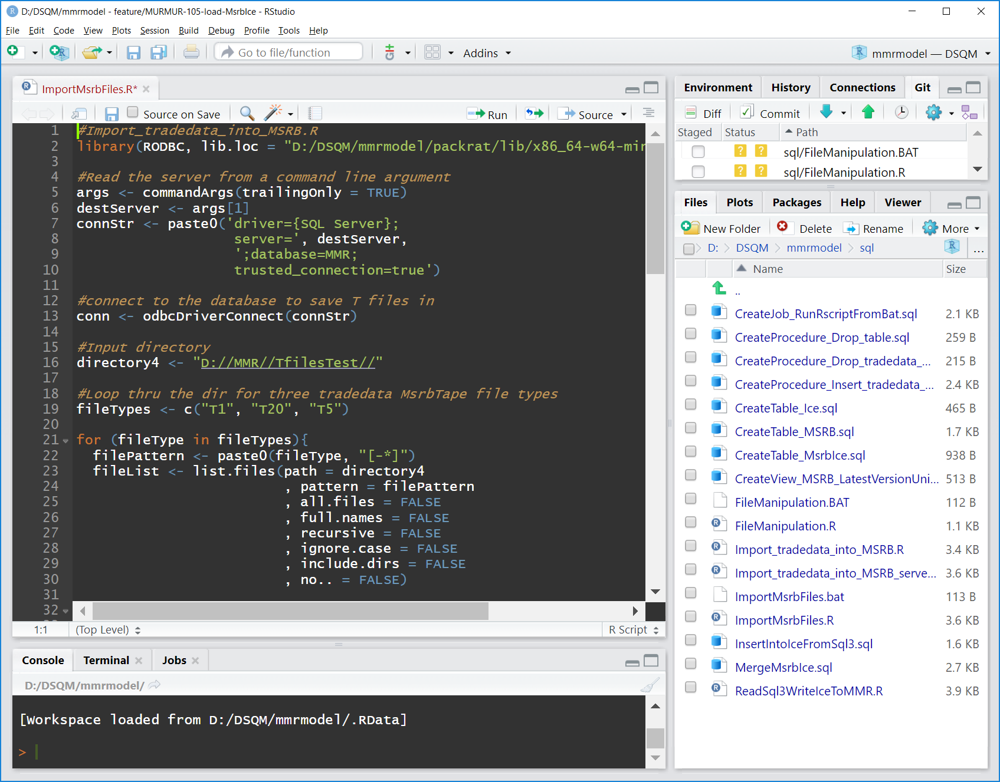 D:/DSQM/mmrmodel - feature/MURMUR-105-load-MsrbIce - RStudio
File Edit Code View Plots Session Build Debug Profile Tools Help
Go to file/function Addins mmrmodel — DSQM
ImportMsrbFiles.R*
Source on Save Run Source
1 #Import_tradedata_into_MSRB.R
2 library(RODBC, lib.loc = "D:/DSQM/mmrmodel/packrat/lib/x86_64-w64-mir
3
4 #Read the server from a command line argument
5 args <- commandArgs(trailingOnly = TRUE)
6 destServer <- args[1]
7 connStr <- paste0('driver={SQL Server};
8 server=', destServer,
9 ';database=MMR;
10 trusted_connection=true')
11
12 #connect to the database to save T files in
13 conn <- odbcDriverConnect(connStr)
14
15 #Input directory
16 directory4 <- "D://MMR//TfilesTest//"
17
18 #Loop thru the dir for three tradedata MsrbTape file types
19 fileTypes <- c("T1", "T20", "T5")
20
21 for (fileType in fileTypes){
22 filePattern <- paste0(fileType, "[-*]")
23 fileList <- list.files(path = directory4
24 , pattern = filePattern
25 , all.files = FALSE
26 , full.names = FALSE
27 , recursive = FALSE
28 , ignore.case = FALSE
29 , include.dirs = FALSE
30 , no.. = FALSE)
31
32
1:1 (Top Level) R Script
Console Terminal Jobs
D:/DSQM/mmrmodel/
[Workspace loaded from D:/DSQM/mmrmodel/.RData]
>
Environment History Connections Git
Diff Commit
Staged Status Path
? ? sql/FileManipulation.BAT
? ? sql/FileManipulation.R
Files Plots Packages Help Viewer
New Folder Delete Rename More
D: DSQM mmrmodel sql ...
Name Size
..
CreateJob_RunRscriptFromBat.sql 2.1 KB
CreateProcedure_Drop_table.sql 259 B
CreateProcedure_Drop_tradedata_... 215 B
CreateProcedure_Insert_tradedata_... 2.4 KB
CreateTable_Ice.sql 465 B
CreateTable_MSRB.sql 1.7 KB
CreateTable_MsrbIce.sql 938 B
CreateView_MSRB_LatestVersionUni... 513 B
FileManipulation.BAT 112 B
FileManipulation.R 1.1 KB
Import_tradedata_into_MSRB.R 3.4 KB
Import_tradedata_into_MSRB_serve... 3.6 KB
ImportMsrbFiles.bat 113 B
ImportMsrbFiles.R 3.6 KB
InsertIntoIceFromSql3.sql 1.6 KB
MergeMsrbIce.sql 2.7 KB
ReadSql3WriteIceToMMR.R 3.9 KB